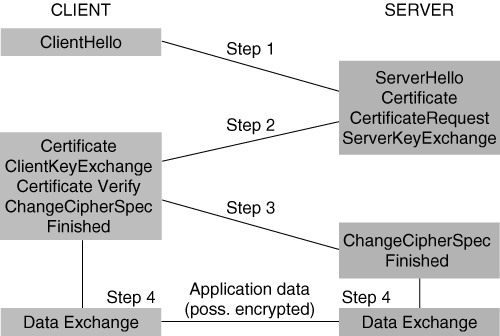 CLIENT
SERVER
ClientHello
Step 1
ServerHello
Certificate
CertificateRequest
ServerKeyExchange
Step 2
Certificate
ClientKeyExchange
Certificate Verify
ChangeCipherSpec
Finished
Step 3
ChangeCipherSpec
Finished
Step 4
Application data
(poss. encrypted)
Step 4
Data Exchange
Data Exchange